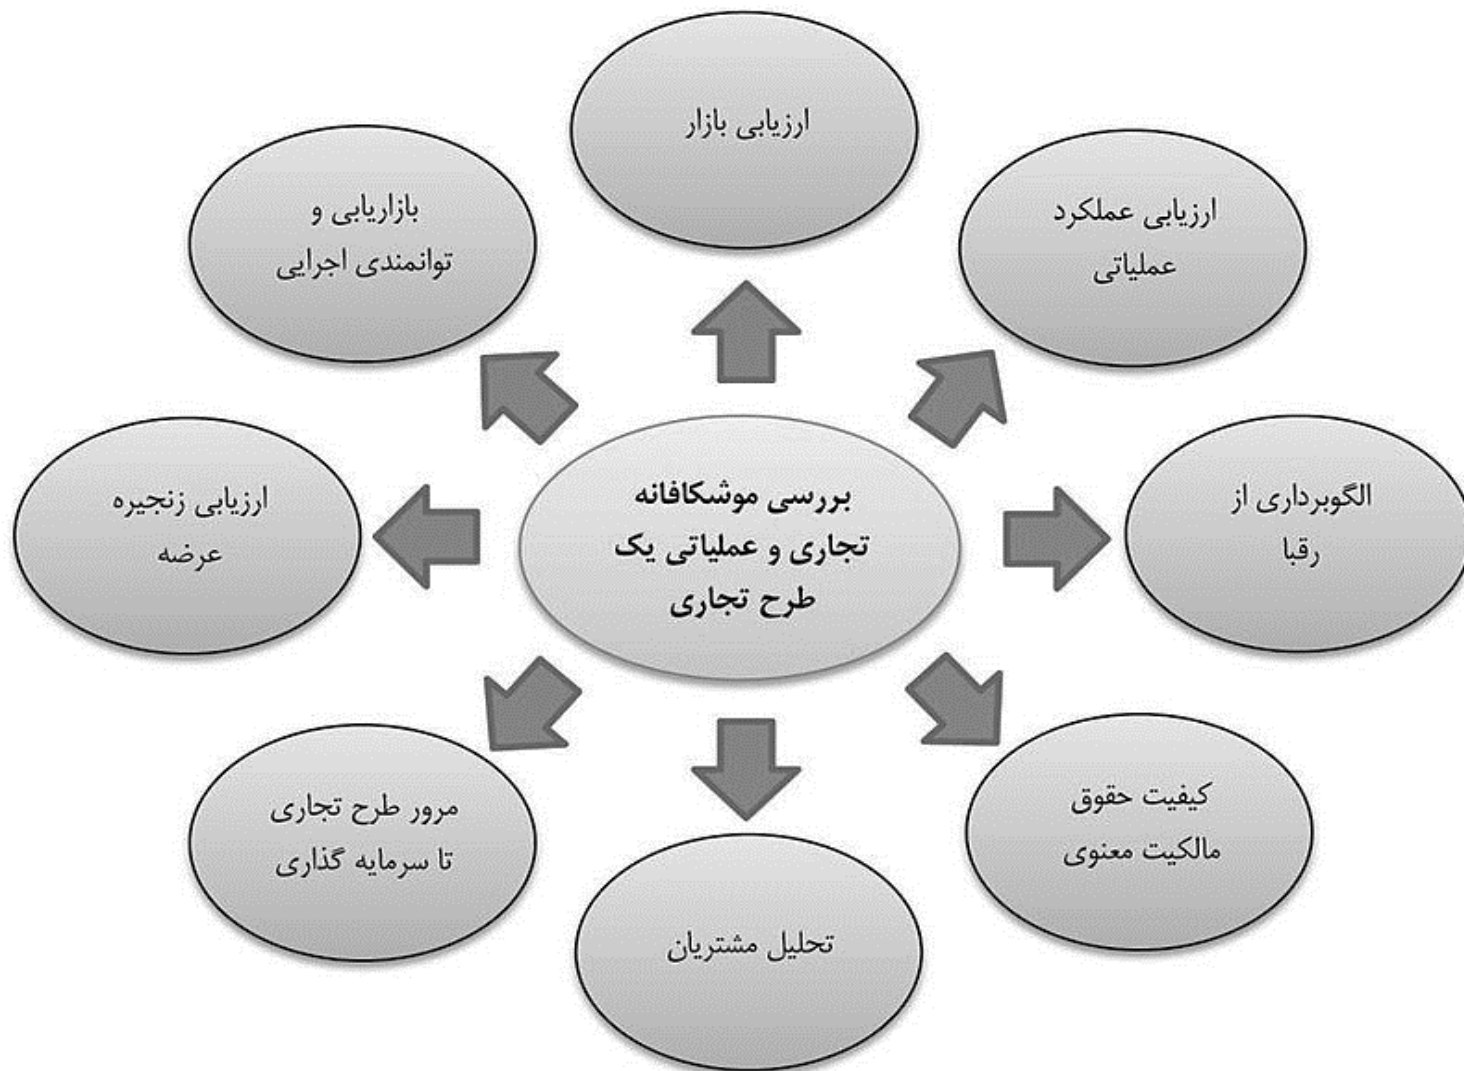 ارزیابی بازار
ارزیابی عملکرد
عملیاتی
الگوبرداری از
رقبا
کیفیت حقوق
مالکیت معنوی
تحلیل مشتریان
مرور طرح تجاری
تا سرمایه گذاری
ارزیابی زنجیره
عرضه
بازاریابی و
توانمندی اجرایی
بررسی موشکافانه
تجاری و عملیاتی یک
طرح تجاری